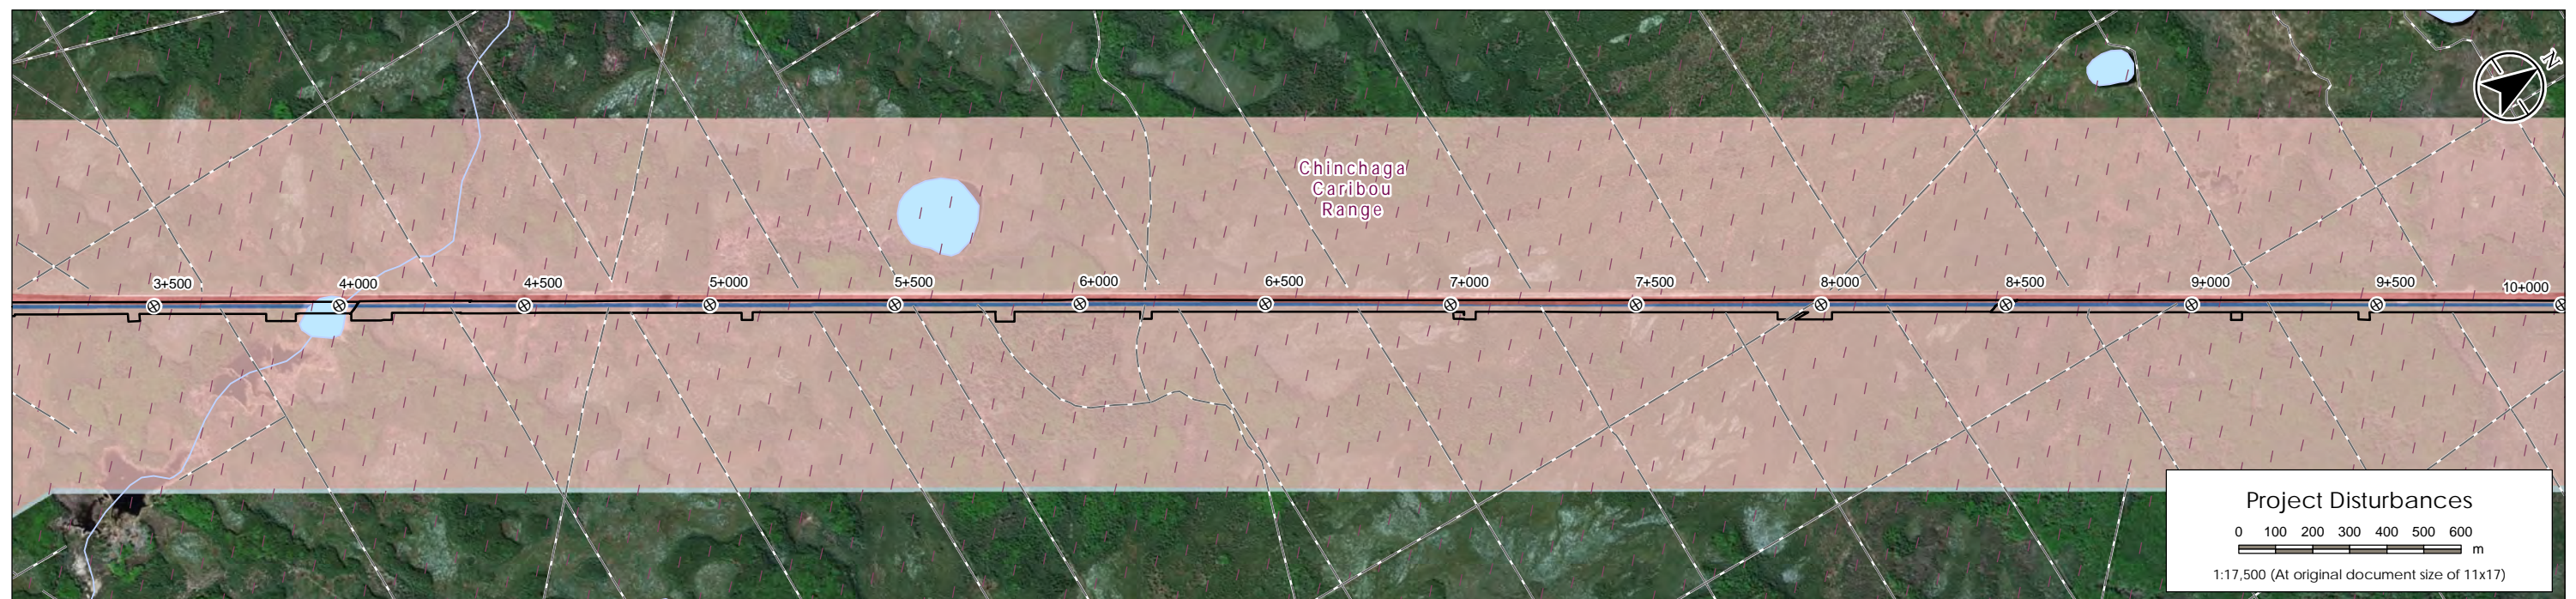 N
Chinchaga
Caribou
Range
3+500
4+000
4+500
5+000
5+500
6+000
6+500
7+000
7+500
8+000
8+500
9+000
9+500
10+000
Project Disturbances
0 100 200 300 400 500 600
m
1:17,500 (At original document size of 11x17)